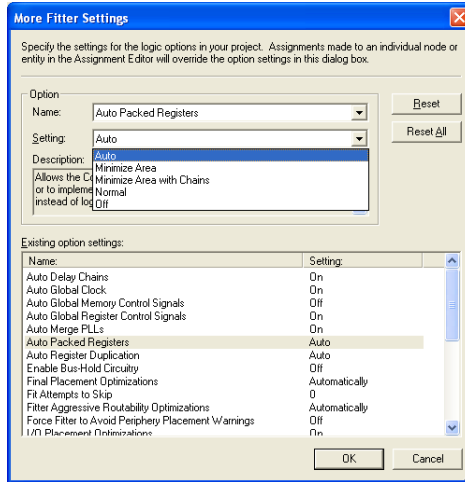 More Fitter Settings
Specify the settings for the logic options in your project. Assignments made to an individual node or
entity in the Assignment Editor will override the option settings in this dialog box.
Option
Name: Auto Packed Registers
Reset
Setting: Auto
Reset All
Description: Auto
Minimize Area
Minimize Area with Chains
Normal
Off
Allows the
or to impleme
instead of log
Existing option settings:
Name: Setting:
Auto Delay Chains On
Auto Global Clock On
Auto Global Memory Control Signals Off
Auto Global Register Control Signals On
Auto Merge PLLs On
Auto Packed Registers Auto
Auto Register Duplication Auto
Enable Bus-Hold Circuitry Off
Final Placement Optimizations Automatically
Fit Attempts to Skip 0
Fitter Aggressive Routability Optimizations Automatically
Force Fitter to Avoid Periphery Placement Warnings Off
I/O Placement Optimizations On
OK Cancel